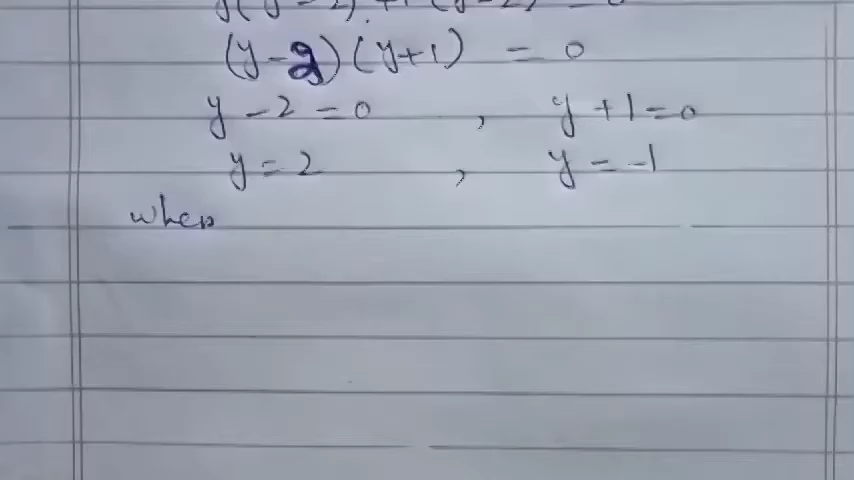 (y-2)(y+1) = 0
y-2=0 , y+1=0
y=2 , y=-1
when